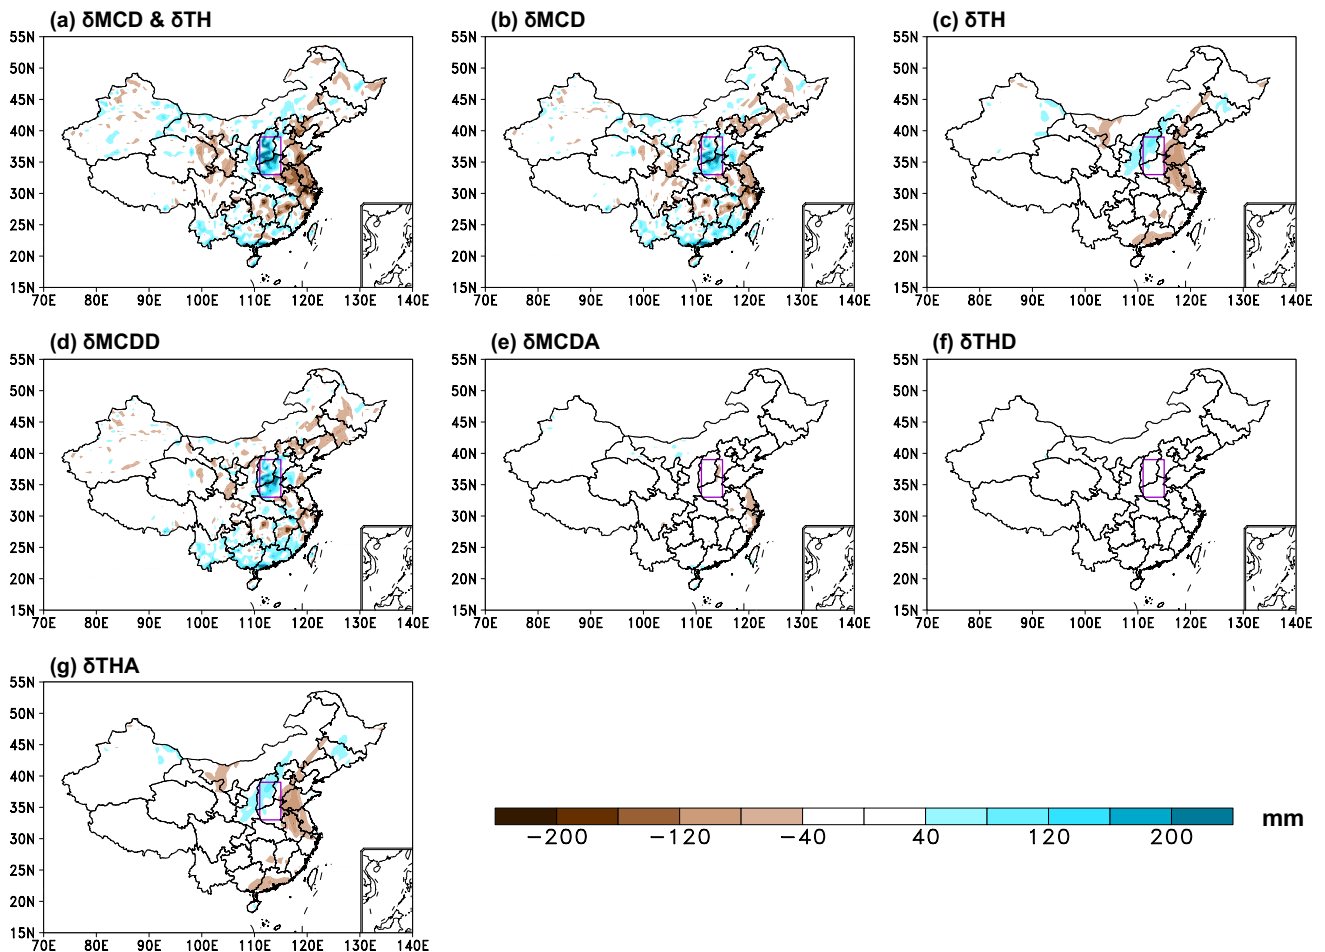 (a) δMCD & δTH (b) δMCD (c) δTH
55N 55N 55N
50N 50N 50N
45N 45N 45N
40N 40N 40N
35N 35N 35N
30N 30N 30N
25N 25N 25N
20N 20N 20N
15N 15N 15N
70E 80E 90E 100E 110E 120E 130E 140E 70E 80E 90E 100E 110E 120E 130E 140E 70E 80E 90E 100E 110E 120E 130E 140E
(d) δMCDD (e) δMCDA (f) δTHD
55N 55N 55N
50N 50N 50N
45N 45N 45N
40N 40N 40N
35N 35N 35N
30N 30N 30N
25N 25N 25N
20N 20N 20N
15N 15N 15N
70E 80E 90E 100E 110E 120E 130E 140E 70E 80E 90E 100E 110E 120E 130E 140E 70E 80E 90E 100E 110E 120E 130E 140E
(g) δTHA
55N
50N
45N
40N
35N
30N
25N
20N
15N
70E 80E 90E 100E 110E 120E 130E 140E
−200 −120 −40 40 120 200 mm